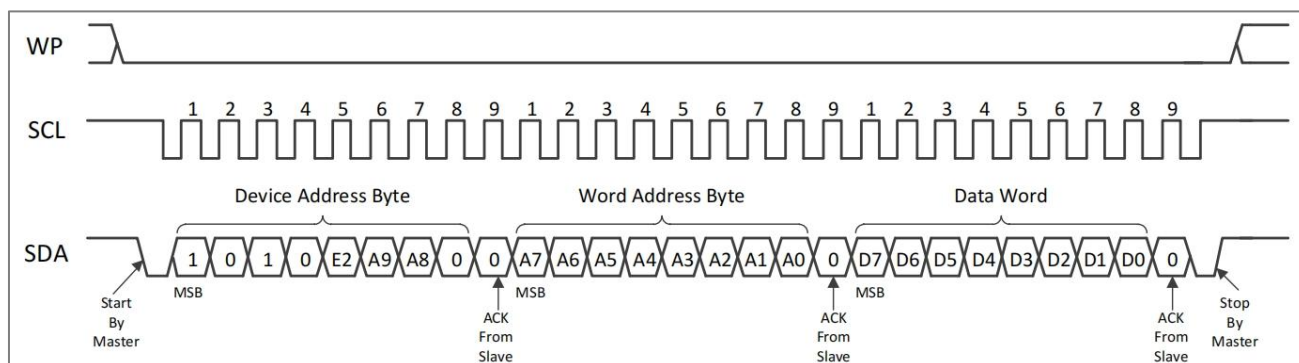 WP
1 2 3 4 5 6 7 8 9 1 2 3 4 5 6 7 8 9 1 2 3 4 5 6 7 8 9
SCL
Device Address Byte Word Address Byte Data Word
SDA 1 0 1 0 E2 A9 A8 0 0 A7 A6 A5 A4 A3 A2 A1 A0 0 D7 D6 D5 D4 D3 D2 D1 D0 0
MSB MSB MSB
Start
By
Master
ACK
From
Slave
ACK
From
Slave
ACK
From
Slave
Stop
By
Master